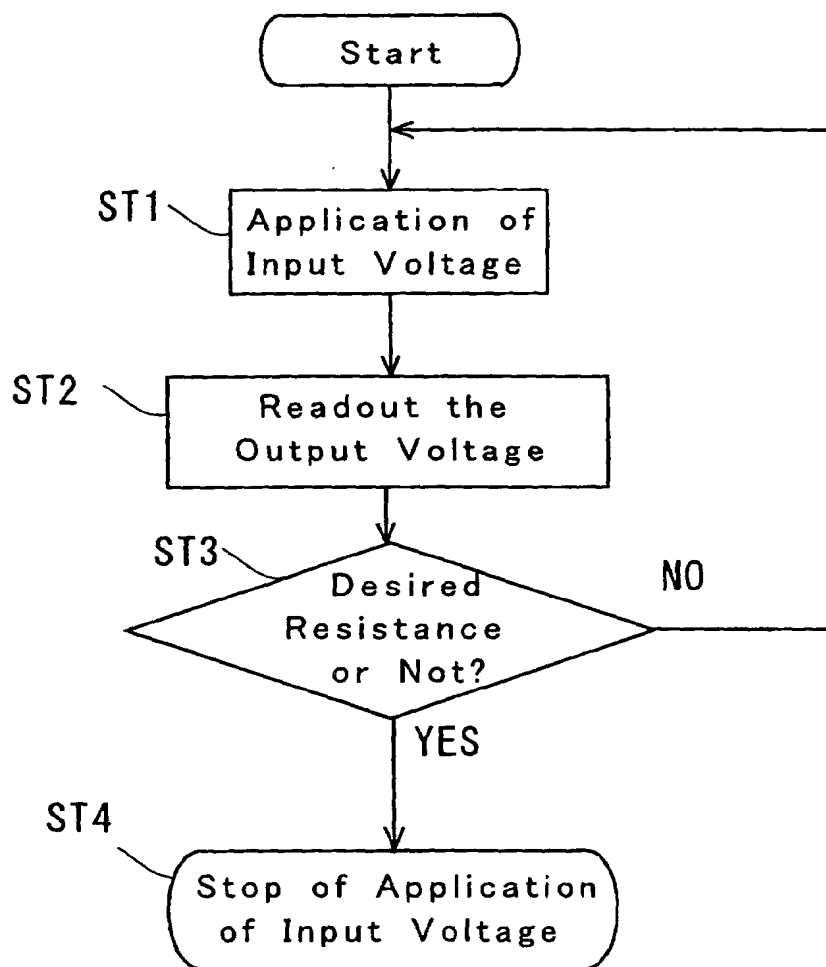 Start
ST1
Application of
Input Voltage
ST2
Readout the
Output Voltage
ST3
Desired
Resistance
or Not?
NO
YES
ST4
Stop of Application
of Input Voltage